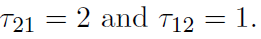 τ21 = 2 and τ12 = 1.